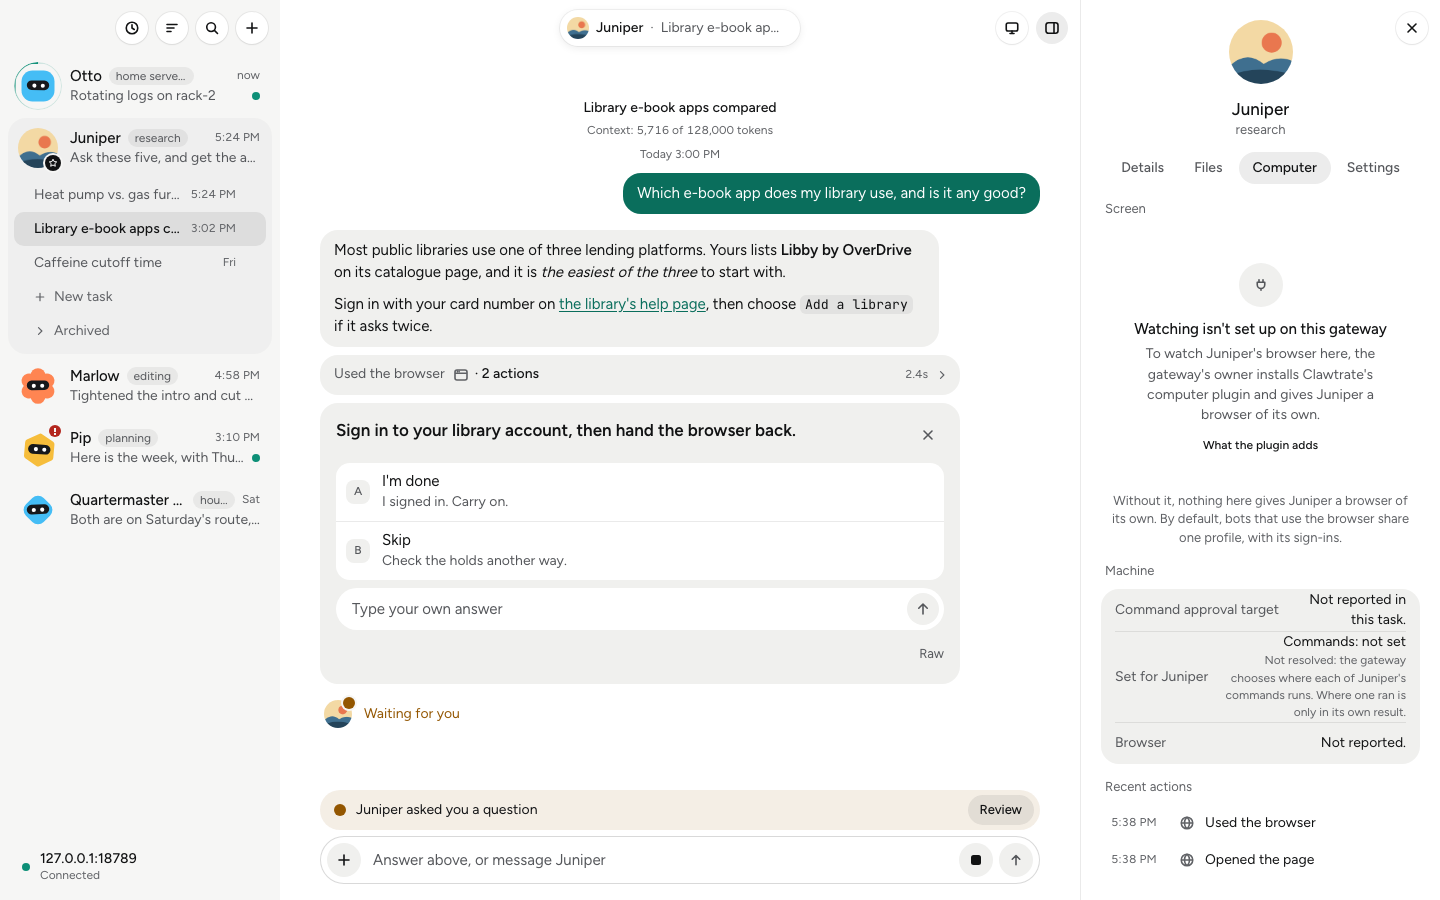 Otto home serve... now
Rotating logs on rack-2
Juniper research 5:24 PM
Ask these five, and get the a...
Heat pump vs. gas fur... 5:24 PM
Library e-book apps c... 3:02 PM
Caffeine cutoff time Fri
New task
Archived
Marlow editing 4:58 PM
Tightened the intro and cut ...
Pip planning 3:10 PM
Here is the week, with Thu...
Quartermaster ... hou... Sat
Both are on Saturday's route,...
127.0.0.1:18789
Connected
Juniper · Library e-book ap...
Library e-book apps compared
Context: 5,716 of 128,000 tokens
Today 3:00 PM
Which e-book app does my library use, and is it any good?
Most public libraries use one of three lending platforms. Yours lists Libby by OverDrive
on its catalogue page, and it is the easiest of the three to start with.
Sign in with your card number on the library's help page, then choose Add a library
if it asks twice.
Used the browser · 2 actions 2.4s
Sign in to your library account, then hand the browser back.
A I'm done
I signed in. Carry on.
B Skip
Check the holds another way.
Type your own answer
Raw
Waiting for you
Juniper asked you a question Review
Answer above, or message Juniper
Juniper
research
Details Files Computer Settings
Screen
Watching isn't set up on this gateway
To watch Juniper's browser here, the
gateway's owner installs Clawtrate's
computer plugin and gives Juniper a
browser of its own.
What the plugin adds
Without it, nothing here gives Juniper a browser of
its own. By default, bots that use the browser share
one profile, with its sign-ins.
Machine
Command approval target Not reported in
this task.
Set for Juniper Commands: not set
Not resolved: the gateway
chooses where each of Juniper's
commands runs. Where one ran is
only in its own result.
Browser Not reported.
Recent actions
5:38 PM Used the browser
5:38 PM Opened the page